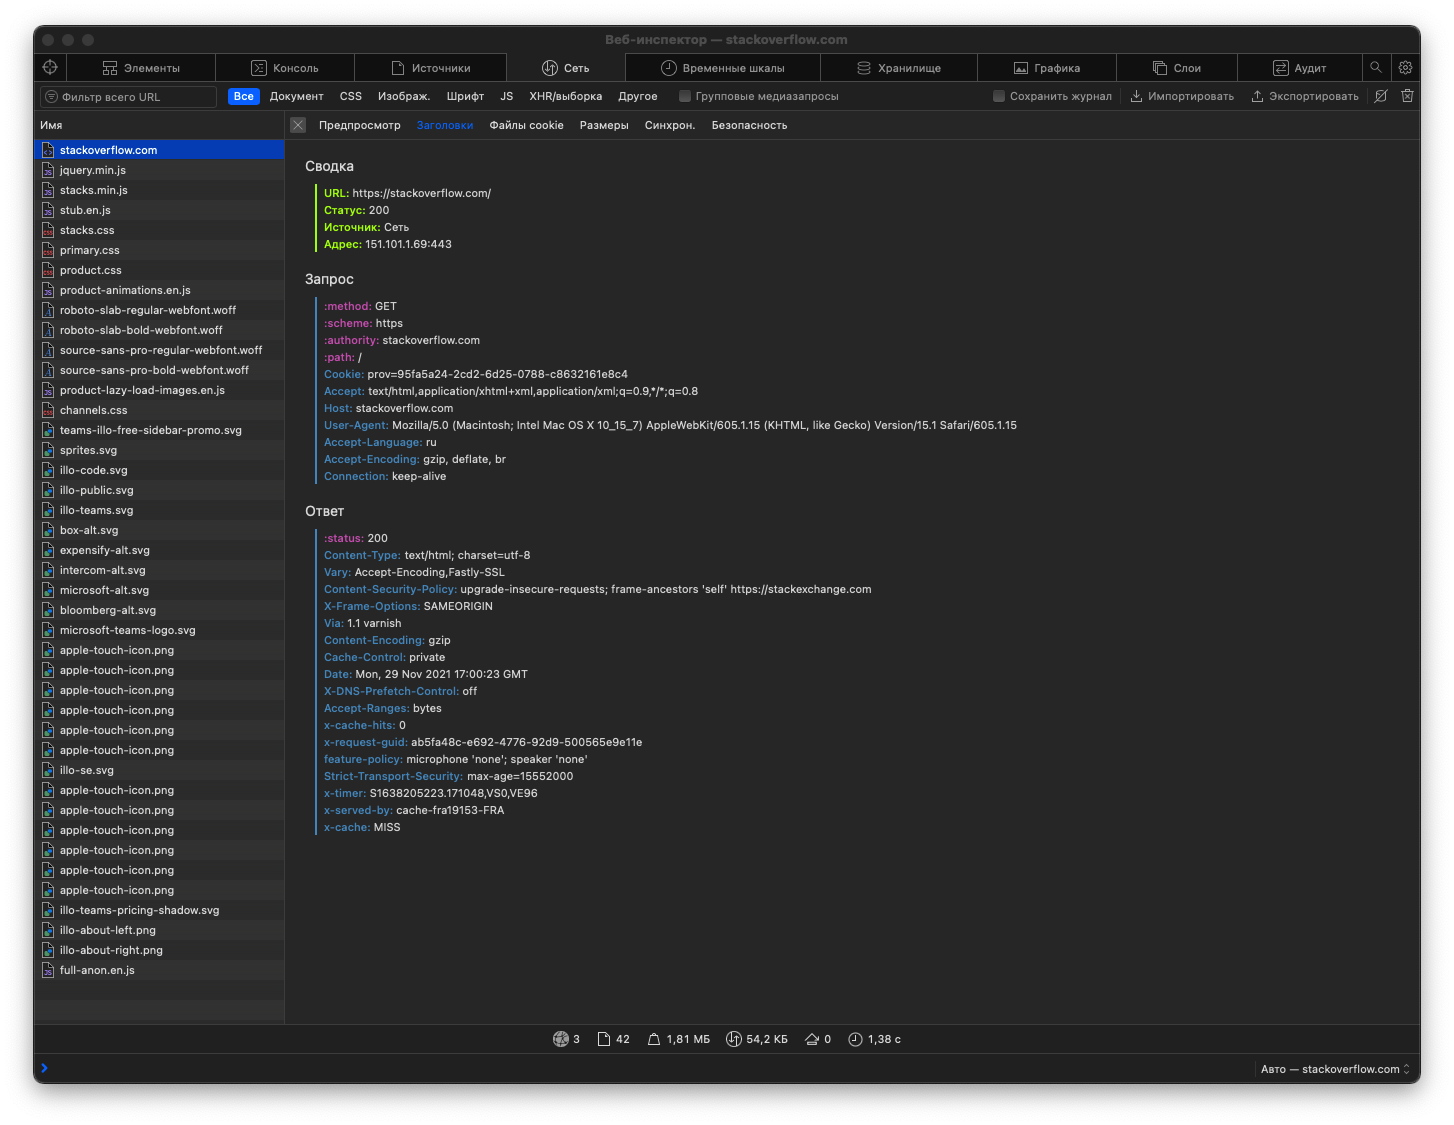 Веб-инспектор — stackoverflow.com
Элементы Консоль Источники Сеть Временные шкалы Хранилище Графика Слои Аудит
Фильтр всего URL Все Документ CSS Изображ. Шрифт JS XHR/выборка Другое Групповые медиазапросы Сохранить журнал Импортировать Экспортировать
Имя
Предпросмотр Заголовки Файлы cookie Размеры Синхрон. Безопасность
stackoverflow.com
jquery.min.js
stacks.min.js
stub.en.js
stacks.css
primary.css
product.css
product-animations.en.js
roboto-slab-regular-webfont.woff
roboto-slab-bold-webfont.woff
source-sans-pro-regular-webfont.woff
source-sans-pro-bold-webfont.woff
product-lazy-load-images.en.js
channels.css
teams-illo-free-sidebar-promo.svg
sprites.svg
illo-code.svg
illo-public.svg
illo-teams.svg
box-alt.svg
expensify-alt.svg
intercom-alt.svg
microsoft-alt.svg
bloomberg-alt.svg
microsoft-teams-logo.svg
apple-touch-icon.png
apple-touch-icon.png
apple-touch-icon.png
apple-touch-icon.png
apple-touch-icon.png
apple-touch-icon.png
illo-se.svg
apple-touch-icon.png
apple-touch-icon.png
apple-touch-icon.png
apple-touch-icon.png
apple-touch-icon.png
apple-touch-icon.png
illo-teams-pricing-shadow.svg
illo-about-left.png
illo-about-right.png
full-anon.en.js
Сводка
URL: https://stackoverflow.com/
Статус: 200
Источник: Сеть
Адрес: 151.101.1.69:443
Запрос
:method: GET
:scheme: https
:authority: stackoverflow.com
:path: /
Cookie: prov=95fa5a24-2cd2-6d25-0788-c8632161e8c4
Accept: text/html,application/xhtml+xml,application/xml;q=0.9,*/*;q=0.8
Host: stackoverflow.com
User-Agent: Mozilla/5.0 (Macintosh; Intel Mac OS X 10_15_7) AppleWebKit/605.1.15 (KHTML, like Gecko) Version/15.1 Safari/605.1.15
Accept-Language: ru
Accept-Encoding: gzip, deflate, br
Connection: keep-alive
Ответ
:status: 200
Content-Type: text/html; charset=utf-8
Vary: Accept-Encoding,Fastly-SSL
Content-Security-Policy: upgrade-insecure-requests; frame-ancestors 'self' https://stackexchange.com
X-Frame-Options: SAMEORIGIN
Via: 1.1 varnish
Content-Encoding: gzip
Cache-Control: private
Date: Mon, 29 Nov 2021 17:00:23 GMT
X-DNS-Prefetch-Control: off
Accept-Ranges: bytes
x-cache-hits: 0
x-request-guid: ab5fa48c-e692-4776-92d9-500565e9e11e
feature-policy: microphone 'none'; speaker 'none'
Strict-Transport-Security: max-age=15552000
x-timer: S1638205223.171048,VS0,VE96
x-served-by: cache-fra19153-FRA
x-cache: MISS
3 42 1,81 МБ 54,2 КБ 0 1,38 с
Авто — stackoverflow.com